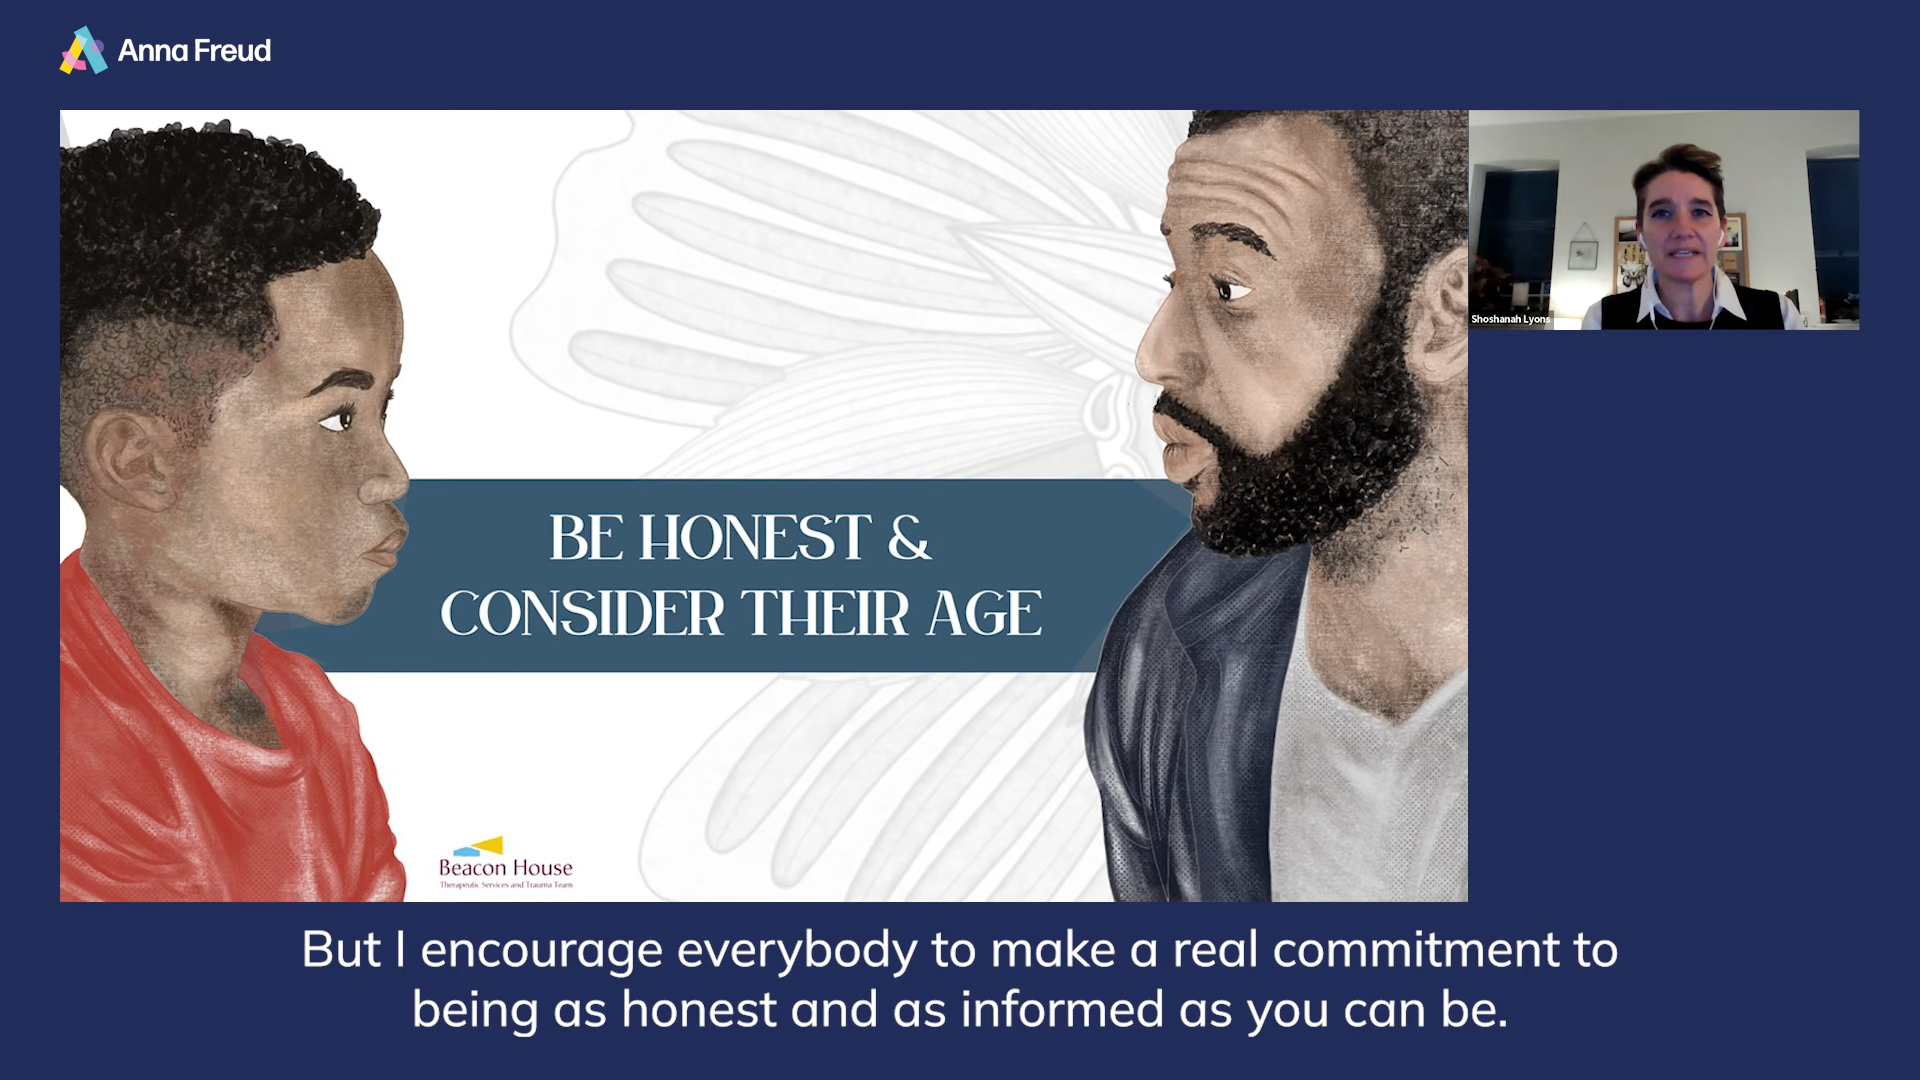 Anna Freud
BE HONEST &
CONSIDER THEIR AGE
Shoshanah Lyons
Beacon House
Therapeutic Services and Trauma Team
But I encourage everybody to make a real commitment to
being as honest and as informed as you can be.